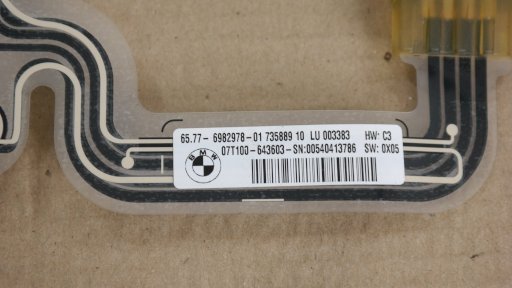 65.77- 6982978-01 735889 10 LU 003383 HW: C3
BMW 07T100-643603-SN:00540413786 SW: 0X05